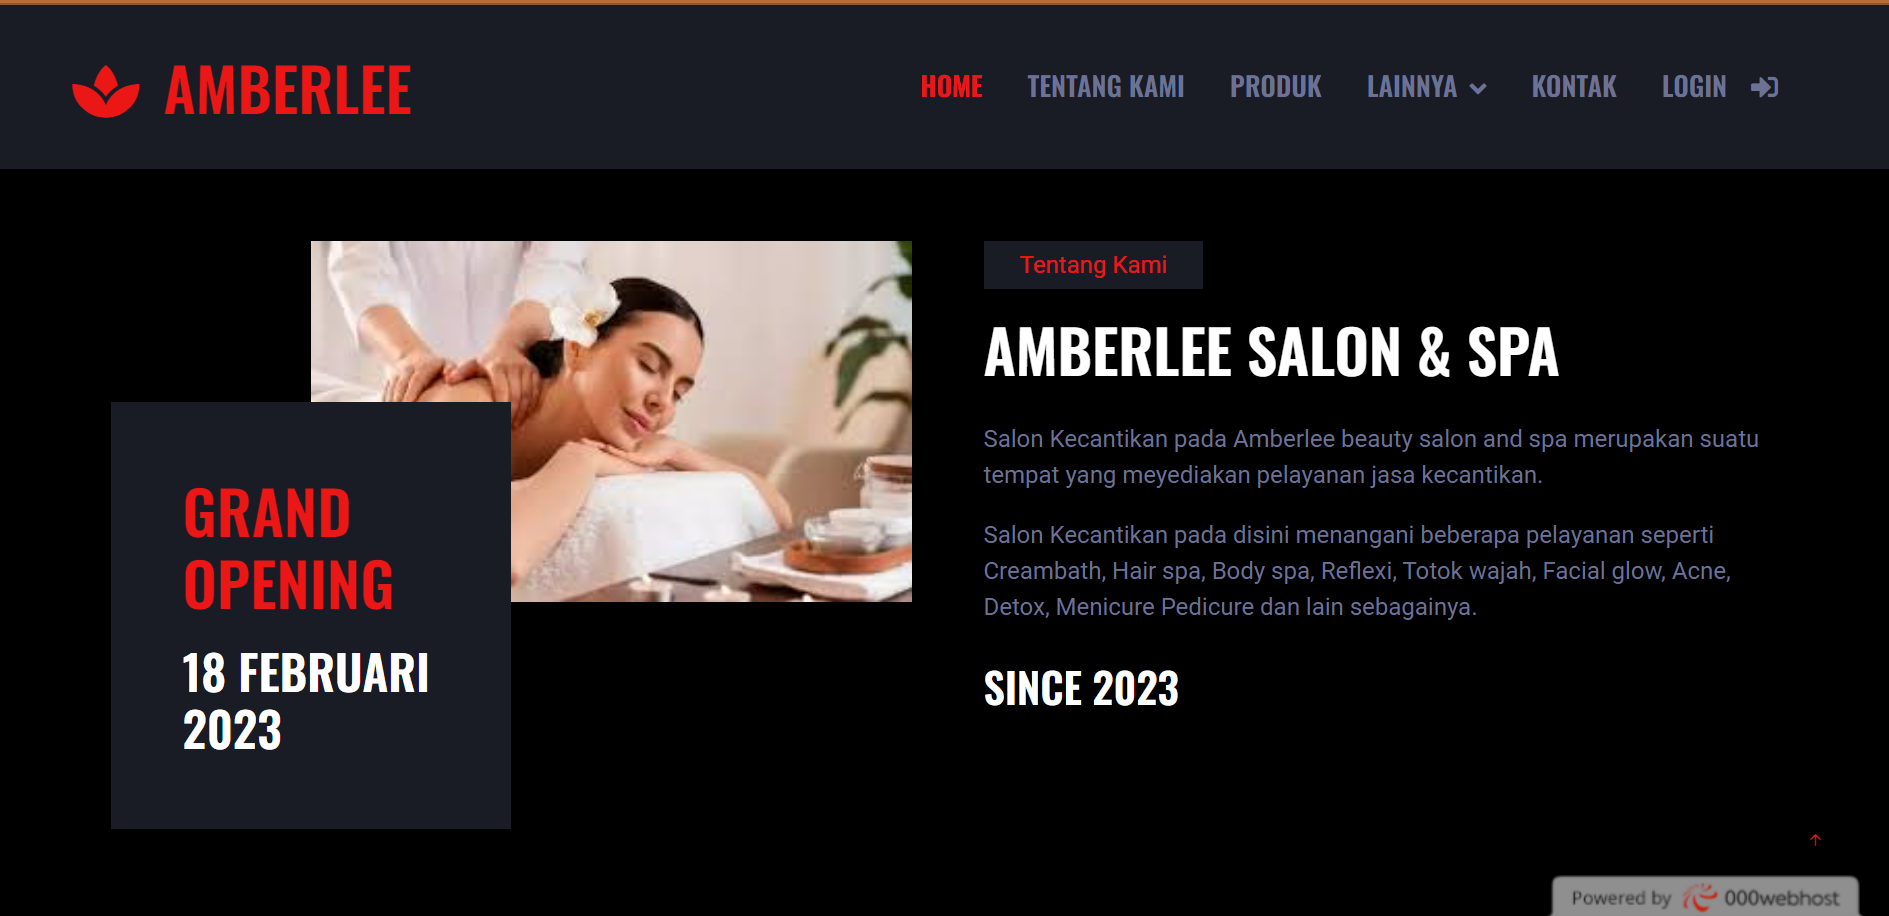 AMBERLEE
HOME TENTANG KAMI PRODUK LAINNYA KONTAK LOGIN
GRAND
OPENING
18 FEBRUARI
2023
Tentang Kami
AMBERLEE SALON & SPA
Salon Kecantikan pada Amberlee beauty salon and spa merupakan suatu
tempat yang meyediakan pelayanan jasa kecantikan.
Salon Kecantikan pada disini menangani beberapa pelayanan seperti
Creambath, Hair spa, Body spa, Reflexi, Totok wajah, Facial glow, Acne,
Detox, Menicure Pedicure dan lain sebagainya.
SINCE 2023
Powered by 000webhost